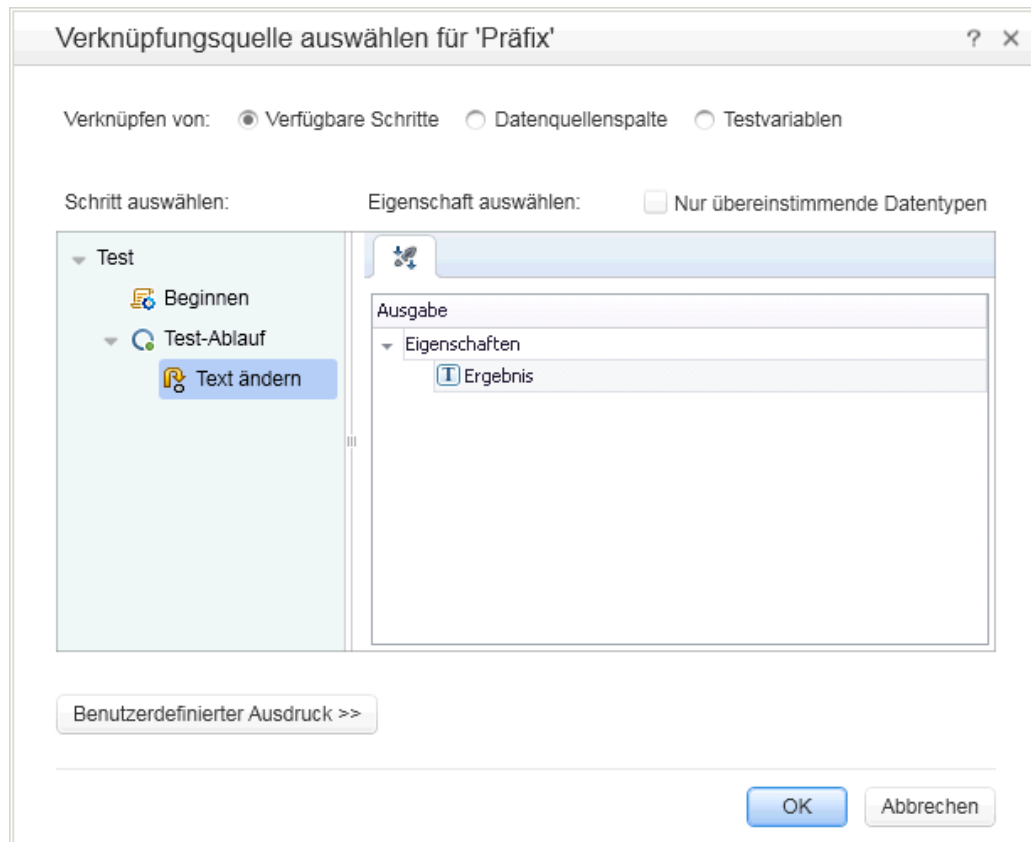 Verknüpfungsquelle auswählen für 'Präfix' ?
Verknüpfen von: Verfügbare Schritte Datenquellenspalte Testvariablen
Schritt auswählen: Eigenschaft auswählen: Nur übereinstimmende Datentypen
Test
Beginnen
Test-Ablauf
Text ändern
Ausgabe
Eigenschaften
T Ergebnis
Benutzerdefinierter Ausdruck >>
OK Abbrechen